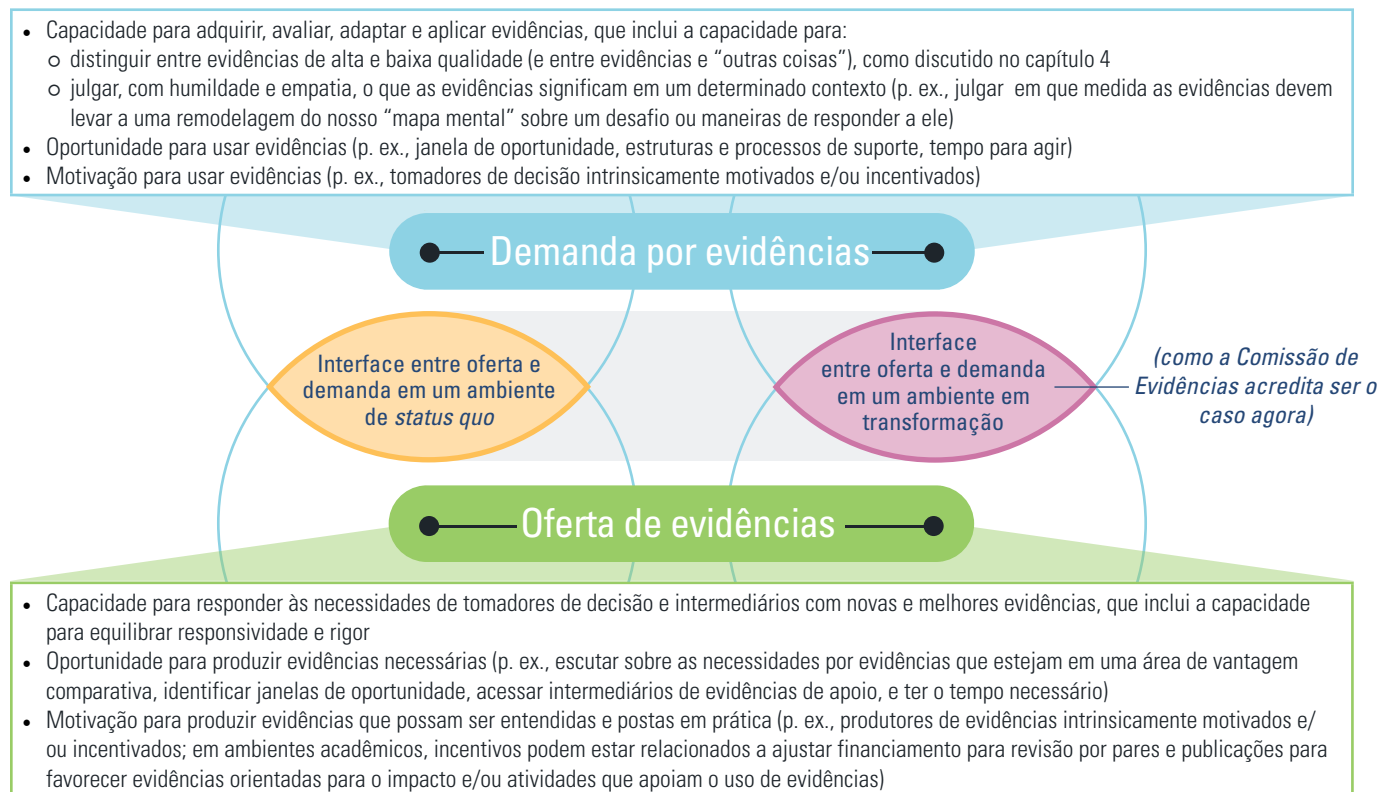 • Capacidade para adquirir, avaliar, adaptar e aplicar evidências, que inclui a capacidade para:
o distinguir entre evidências de alta e baixa qualidade (e entre evidências e “outras coisas”), como discutido no capítulo 4
o julgar, com humildade e empatia, o que as evidências significam em um determinado contexto (p. ex., julgar em que medida as evidências devem
levar a uma remodelagem do nosso “mapa mental” sobre um desafio ou maneiras de responder a ele)
• Oportunidade para usar evidências (p. ex., janela de oportunidade, estruturas e processos de suporte, tempo para agir)
• Motivação para usar evidências (p. ex., tomadores de decisão intrinsicamente motivados e/ou incentivados)
Demanda por evidências
Interface entre oferta e
demanda em um ambiente
de status quo
Interface
entre oferta e demanda
em um ambiente em
transformação
(como a Comissão de
Evidências acredita ser o
caso agora)
Oferta de evidências
• Capacidade para responder às necessidades de tomadores de decisão e intermediários com novas e melhores evidências, que inclui a capacidade
para equilibrar responsividade e rigor
• Oportunidade para produzir evidências necessárias (p. ex., escutar sobre as necessidades por evidências que estejam em uma área de vantagem
comparativa, identificar janelas de oportunidade, acessar intermediários de evidências de apoio, e ter o tempo necessário)
• Motivação para produzir evidências que possam ser entendidas e postas em prática (p. ex., produtores de evidências intrinsicamente motivados e/
ou incentivados; em ambientes acadêmicos, incentivos podem estar relacionados a ajustar financiamento para revisão por pares e publicações para
favorecer evidências orientadas para o impacto e/ou atividades que apoiam o uso de evidências)